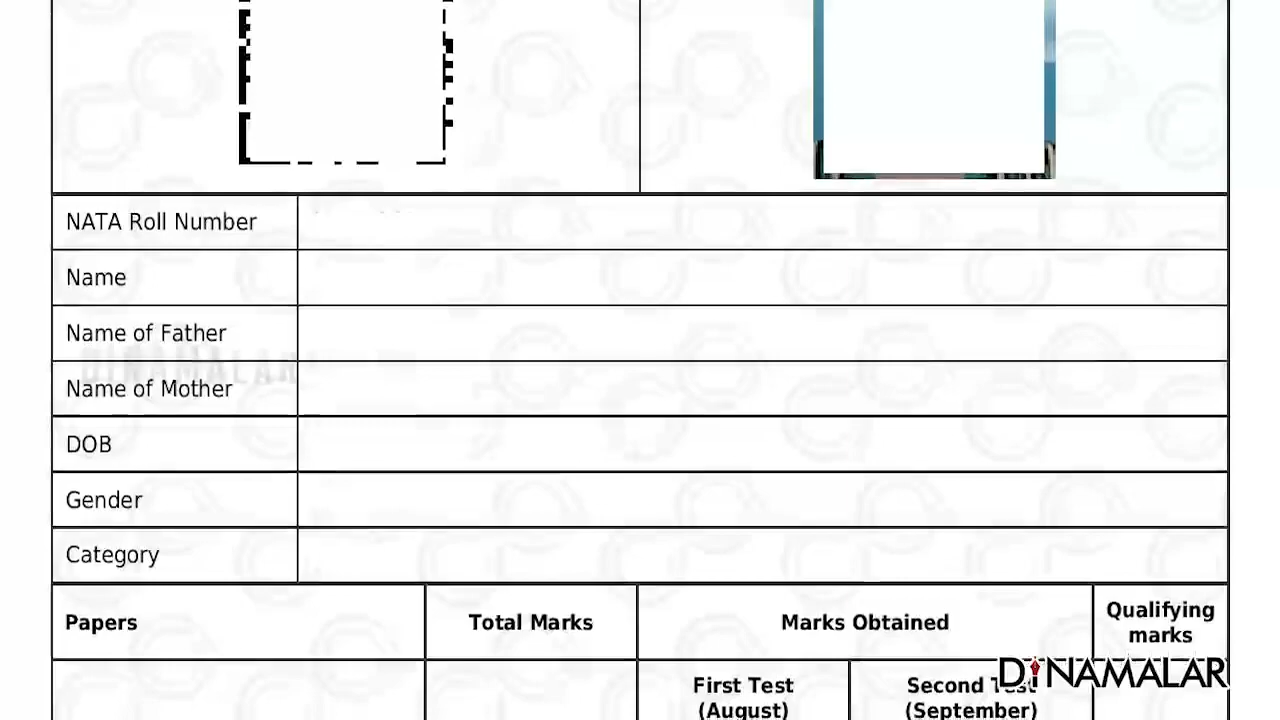 NATA Roll Number
Name
Name of Father
DINAMALAR
Name of Mother
DOB
Gender
Category
Papers
Total Marks
Marks Obtained
Qualifying
marks
First Test
(August)
Second Test
(September)
DINAMALAR